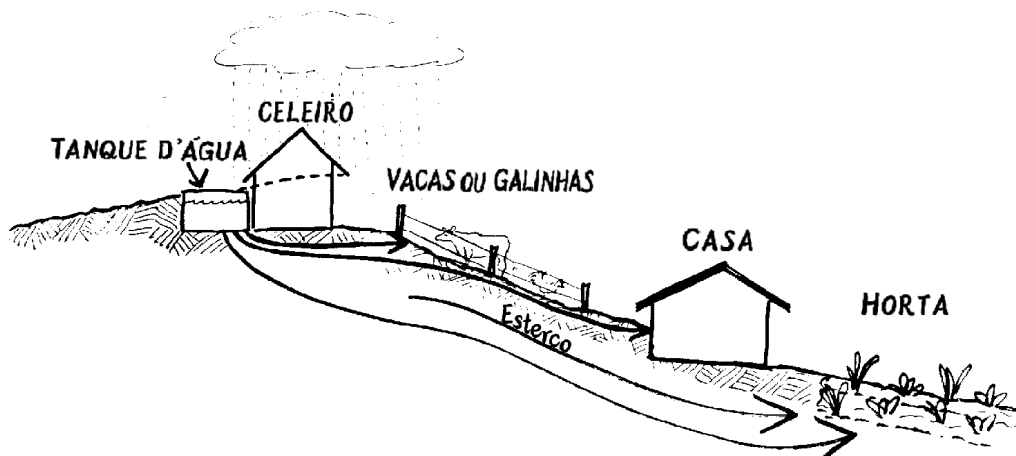 CELEIRO
TANQUE D'ÁGUA
VACAS OU GALINHAS
CASA
HORTA
Esterco